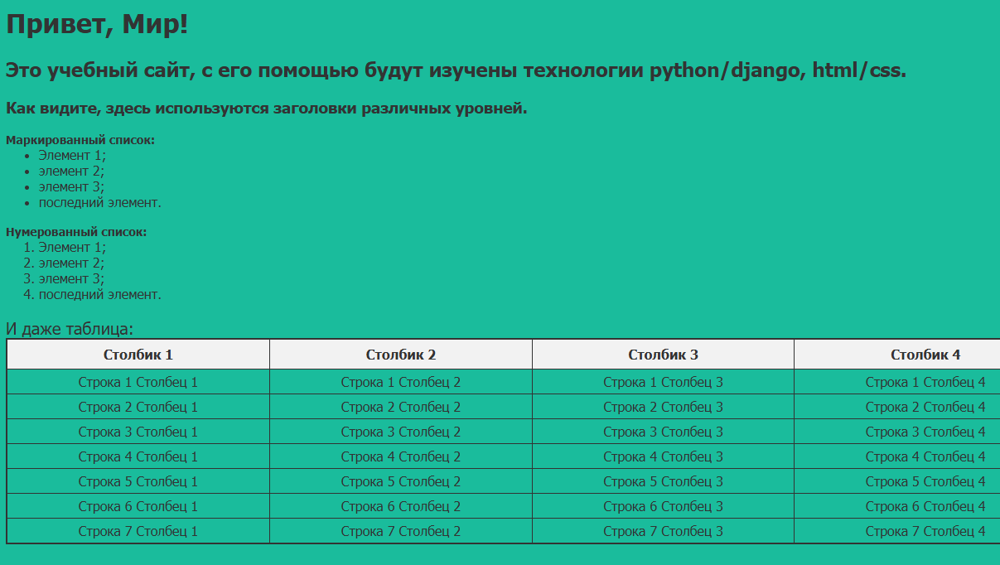 Привет, Мир!
Это учебный сайт, с его помощью будут изучены технологии python/django, html/css.
Как видите, здесь используются заголовки различных уровней.
Маркированный список:
• Элемент 1;
• элемент 2;
• элемент 3;
• последний элемент.
Нумерованный список:
1. Элемент 1;
2. элемент 2;
3. элемент 3;
4. последний элемент.
И даже таблица:
Столбик 1 Столбик 2 Столбик 3 Столбик 4
Строка 1 Столбец 1 Строка 1 Столбец 2 Строка 1 Столбец 3 Строка 1 Столбец 4
Строка 2 Столбец 1 Строка 2 Столбец 2 Строка 2 Столбец 3 Строка 2 Столбец 4
Строка 3 Столбец 1 Строка 3 Столбец 2 Строка 3 Столбец 3 Строка 3 Столбец 4
Строка 4 Столбец 1 Строка 4 Столбец 2 Строка 4 Столбец 3 Строка 4 Столбец 4
Строка 5 Столбец 1 Строка 5 Столбец 2 Строка 5 Столбец 3 Строка 5 Столбец 4
Строка 6 Столбец 1 Строка 6 Столбец 2 Строка 6 Столбец 3 Строка 6 Столбец 4
Строка 7 Столбец 1 Строка 7 Столбец 2 Строка 7 Столбец 3 Строка 7 Столбец 4